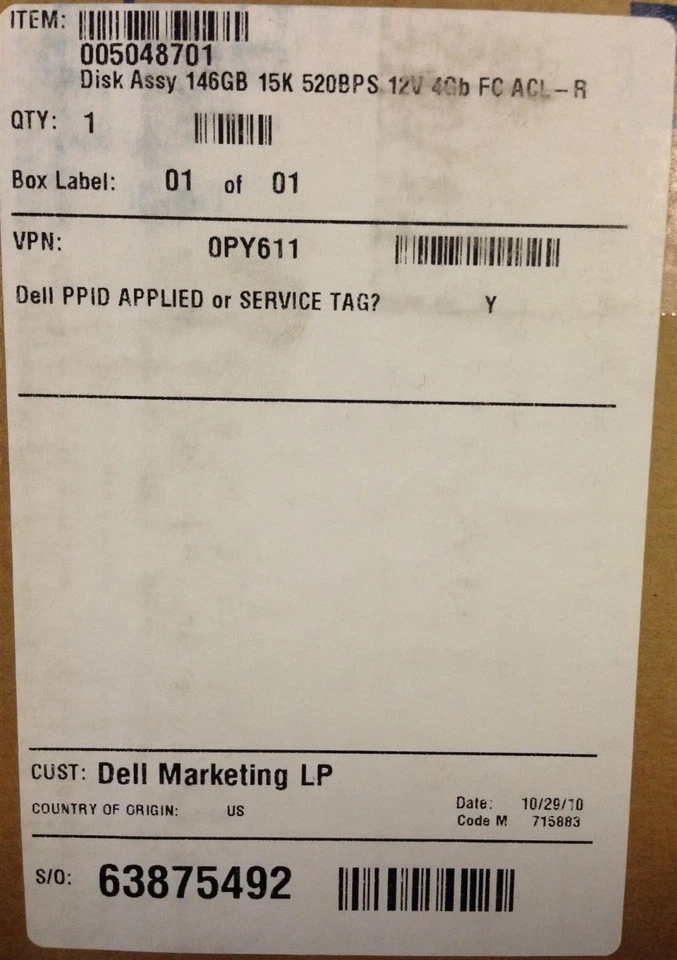 ITEM:
005048701
Disk Assy 146GB 15K 520BPS 12V 4Gb FC ACL-R
QTY: 1
Box Label: 01 of 01
VPN: 0PY611
Dell PPID APPLIED or SERVICE TAG? Y
CUST: Dell Marketing LP
COUNTRY OF ORIGIN: US
Date: 10/29/10
Code M 715883
S/O: 63875492